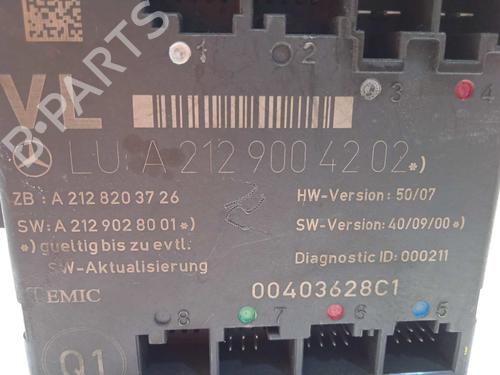 1
2
3
4
VL
LU: A 212 900 42 02*)
ZB : A 212 820 37 26
HW-Version : 50/07
SW: A 212 902 80 01*)
SW-Version: 40/09/00*)
*) gueltig bis zu evtl.
SW-Aktualisierung
Diagnostic ID: 000211
TEMIC
00403628C1
8
7
6
5
Q1
B-PARTS